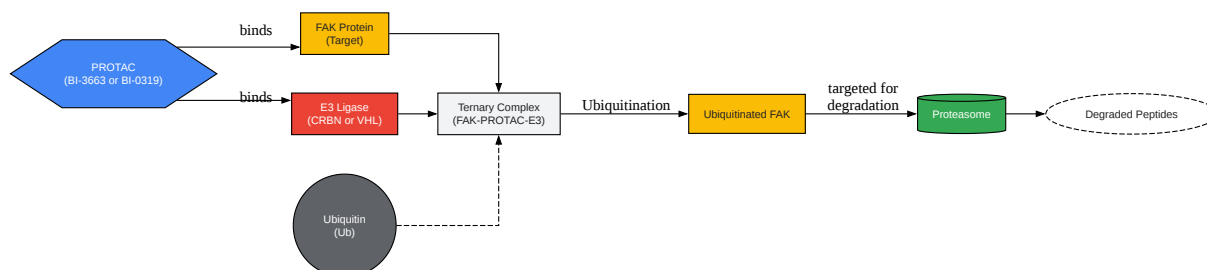 binds
FAK Protein
(Target)
PROTAC
(BI-3663 or BI-0319)
binds
E3 Ligase
(CRBN or VHL)
Ternary Complex
(FAK-PROTAC-E3)
Ubiquitination
Ubiquitinated FAK
targeted for
degradation
Proteasome
Degraded Peptides
Ubiquitin
(Ub)